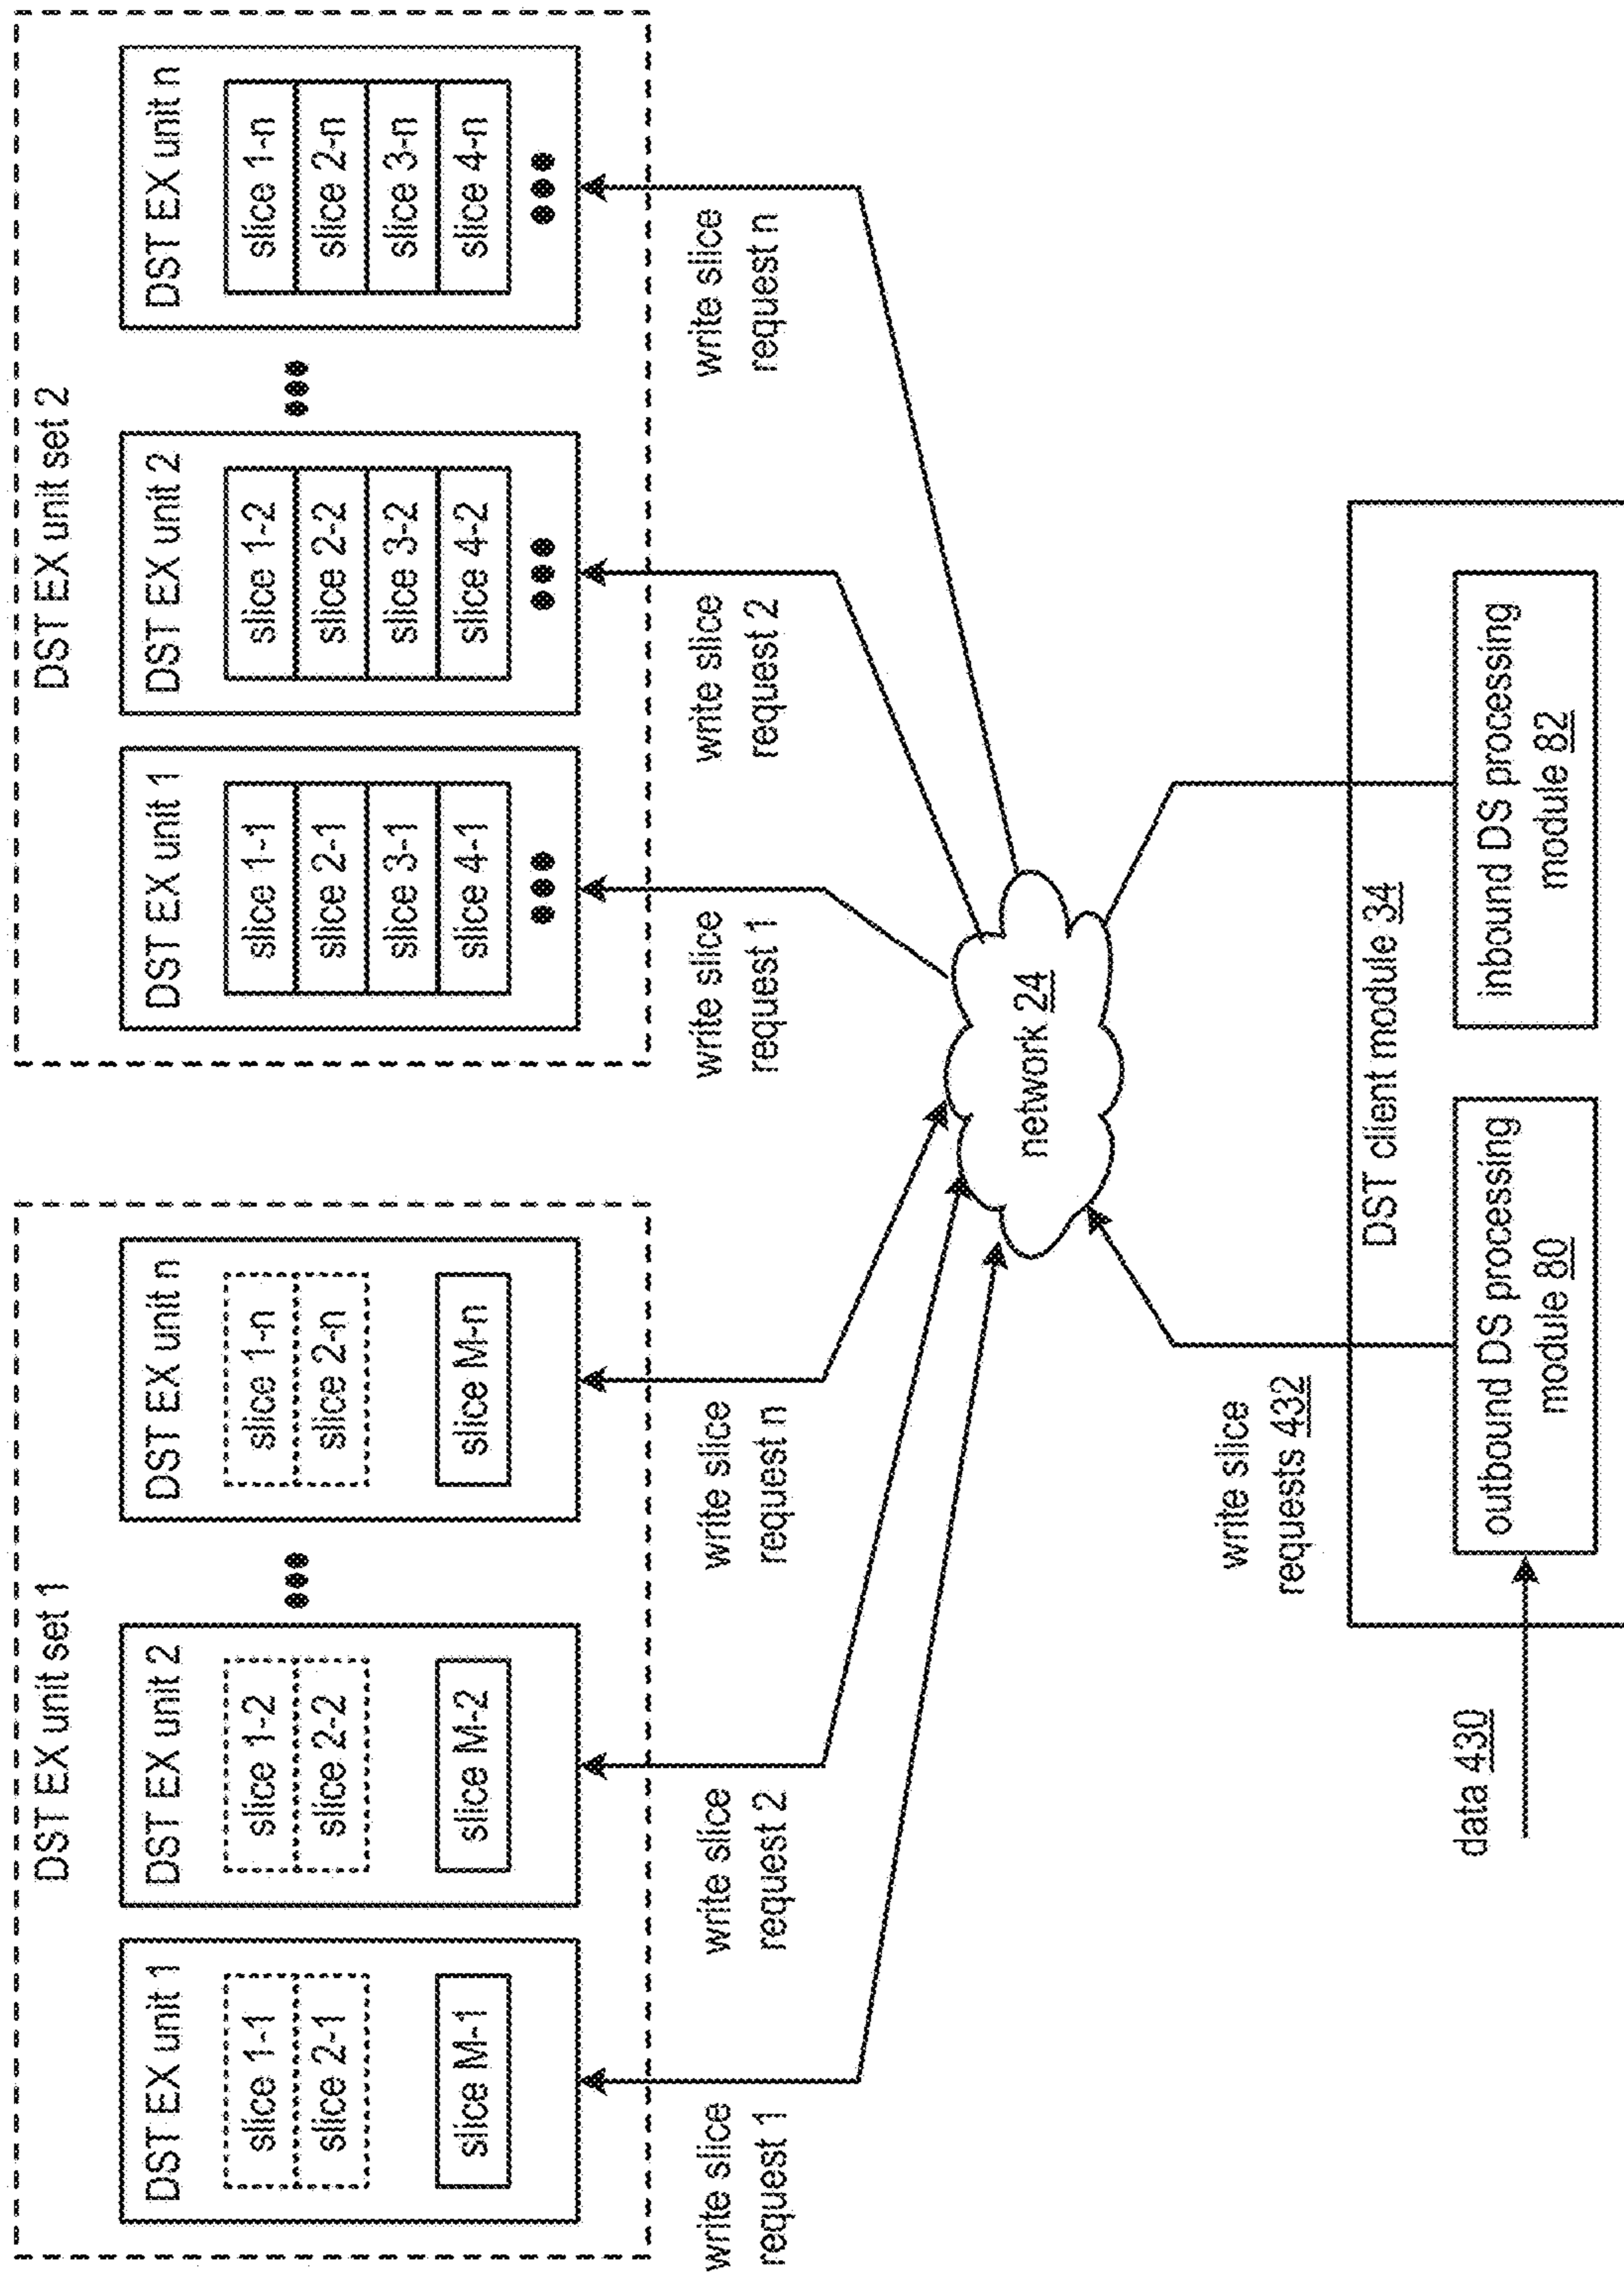 DST EX unit set 1
DST EX unit 1
slice 1-1
slice 2-1
slice M-1
DST EX unit 2
slice 1-2
slice 2-2
slice M-2
DST EX unit n
slice 1-n
slice 2-n
slice M-n
DST EX unit set 2
DST EX unit 1
slice 1-1
slice 2-1
slice 3-1
slice 4-1
DST EX unit 2
slice 1-2
slice 2-2
slice 3-2
slice 4-2
DST EX unit n
slice 1-n
slice 2-n
slice 3-n
slice 4-n
write slice
request 1
write slice
request 2
write slice
request n
write slice
request 1
write slice
request 2
write slice
request n
network 24
write slice
requests 432
DST client module 34
data 430
outbound DS processing
module 80
inbound DS processing
module 82